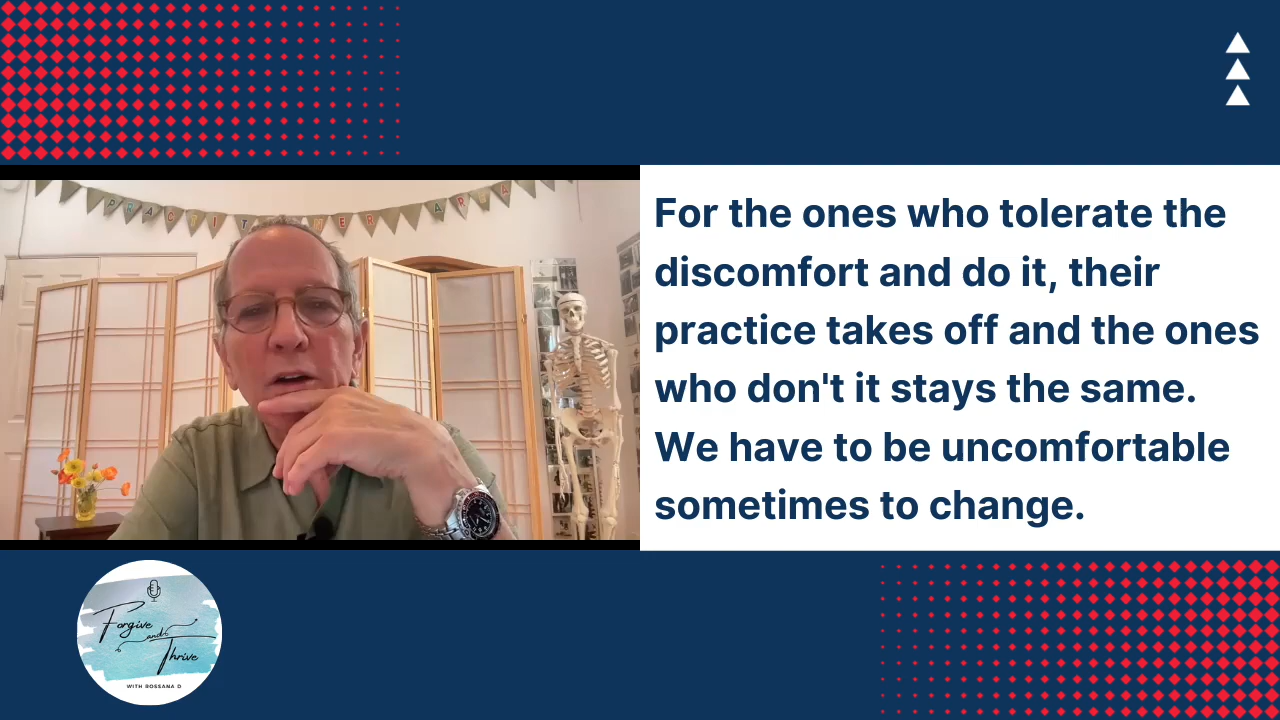 For the ones who tolerate the
discomfort and do it, their
practice takes off and the ones
who don't it stays the same.
We have to be uncomfortable
sometimes to change.
Forgive
and
Thrive
WITH ROSSANA D